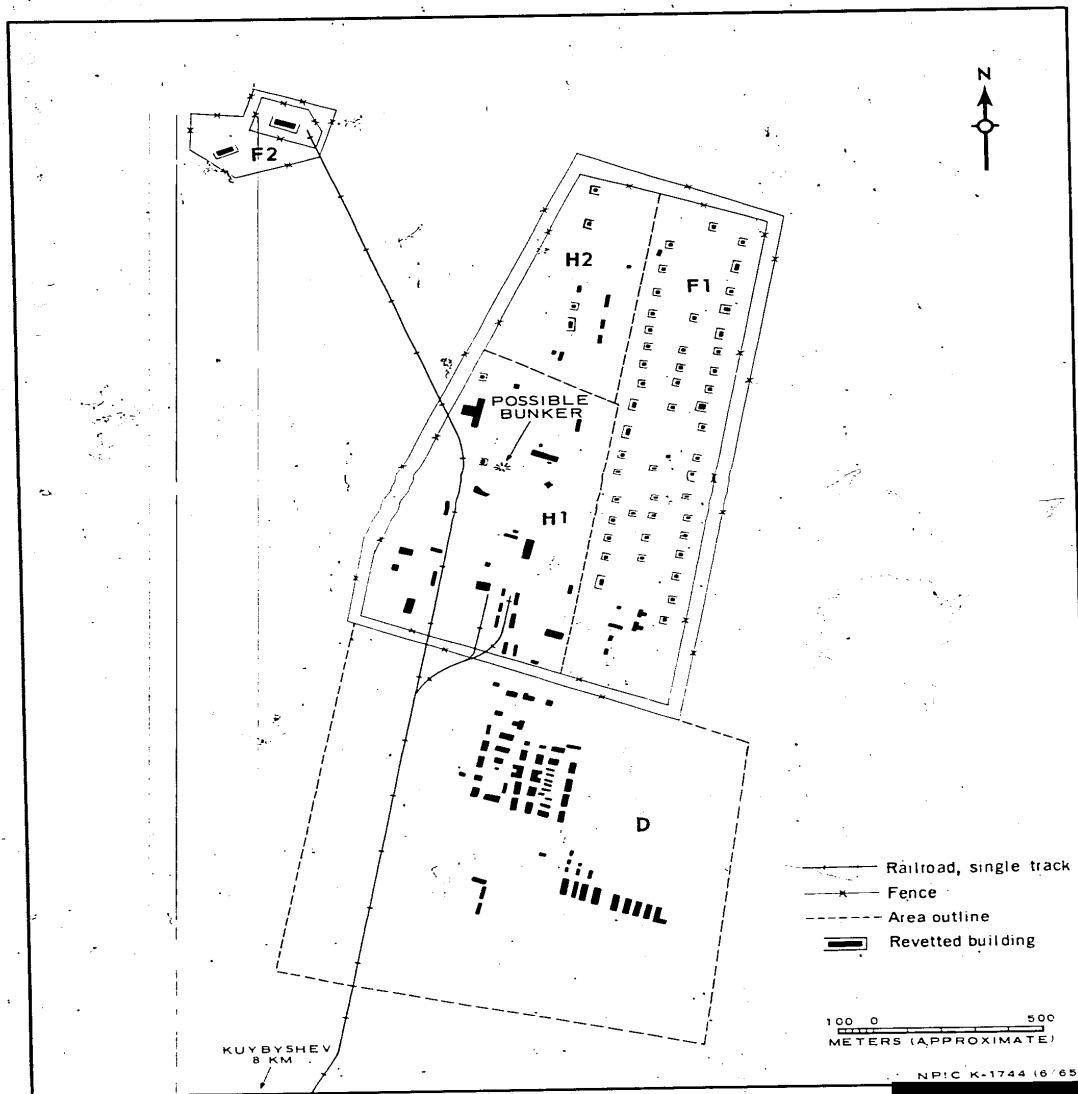 N
F2
H2
F1
POSSIBLE
BUNKER
H1
D
Railroad, single track
Fence
Area outline
Revetted building
100 0 500
METERS (APPROXIMATE)
KUYBYSHEV
8 KM
NPIC K-1744 (6/65